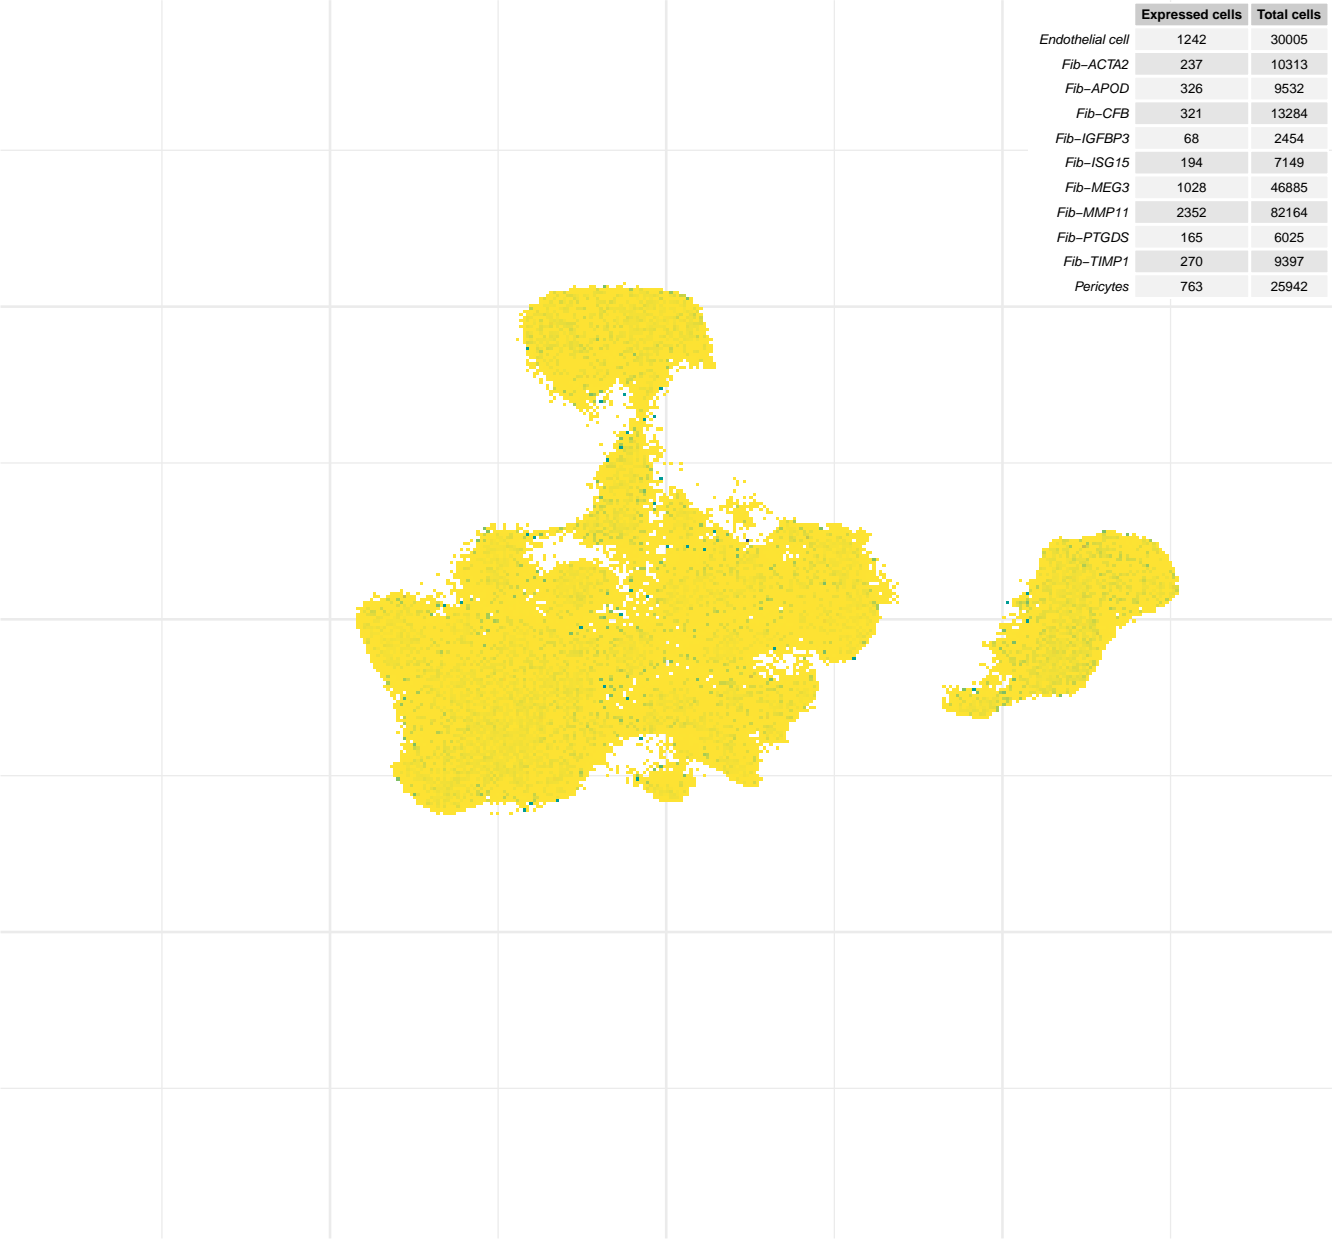 Expressed cells Total cells
Endothelial cell 1242 30005
Fib−ACTA2 237 10313
Fib−APOD 326 9532
Fib−CFB 321 13284
Fib−IGFBP3 68 2454
Fib−ISG15 194 7149
Fib−MEG3 1028 46885
Fib−MMP11 2352 82164
Fib−PTGDS 165 6025
Fib−TIMP1 270 9397
Pericytes 763 25942